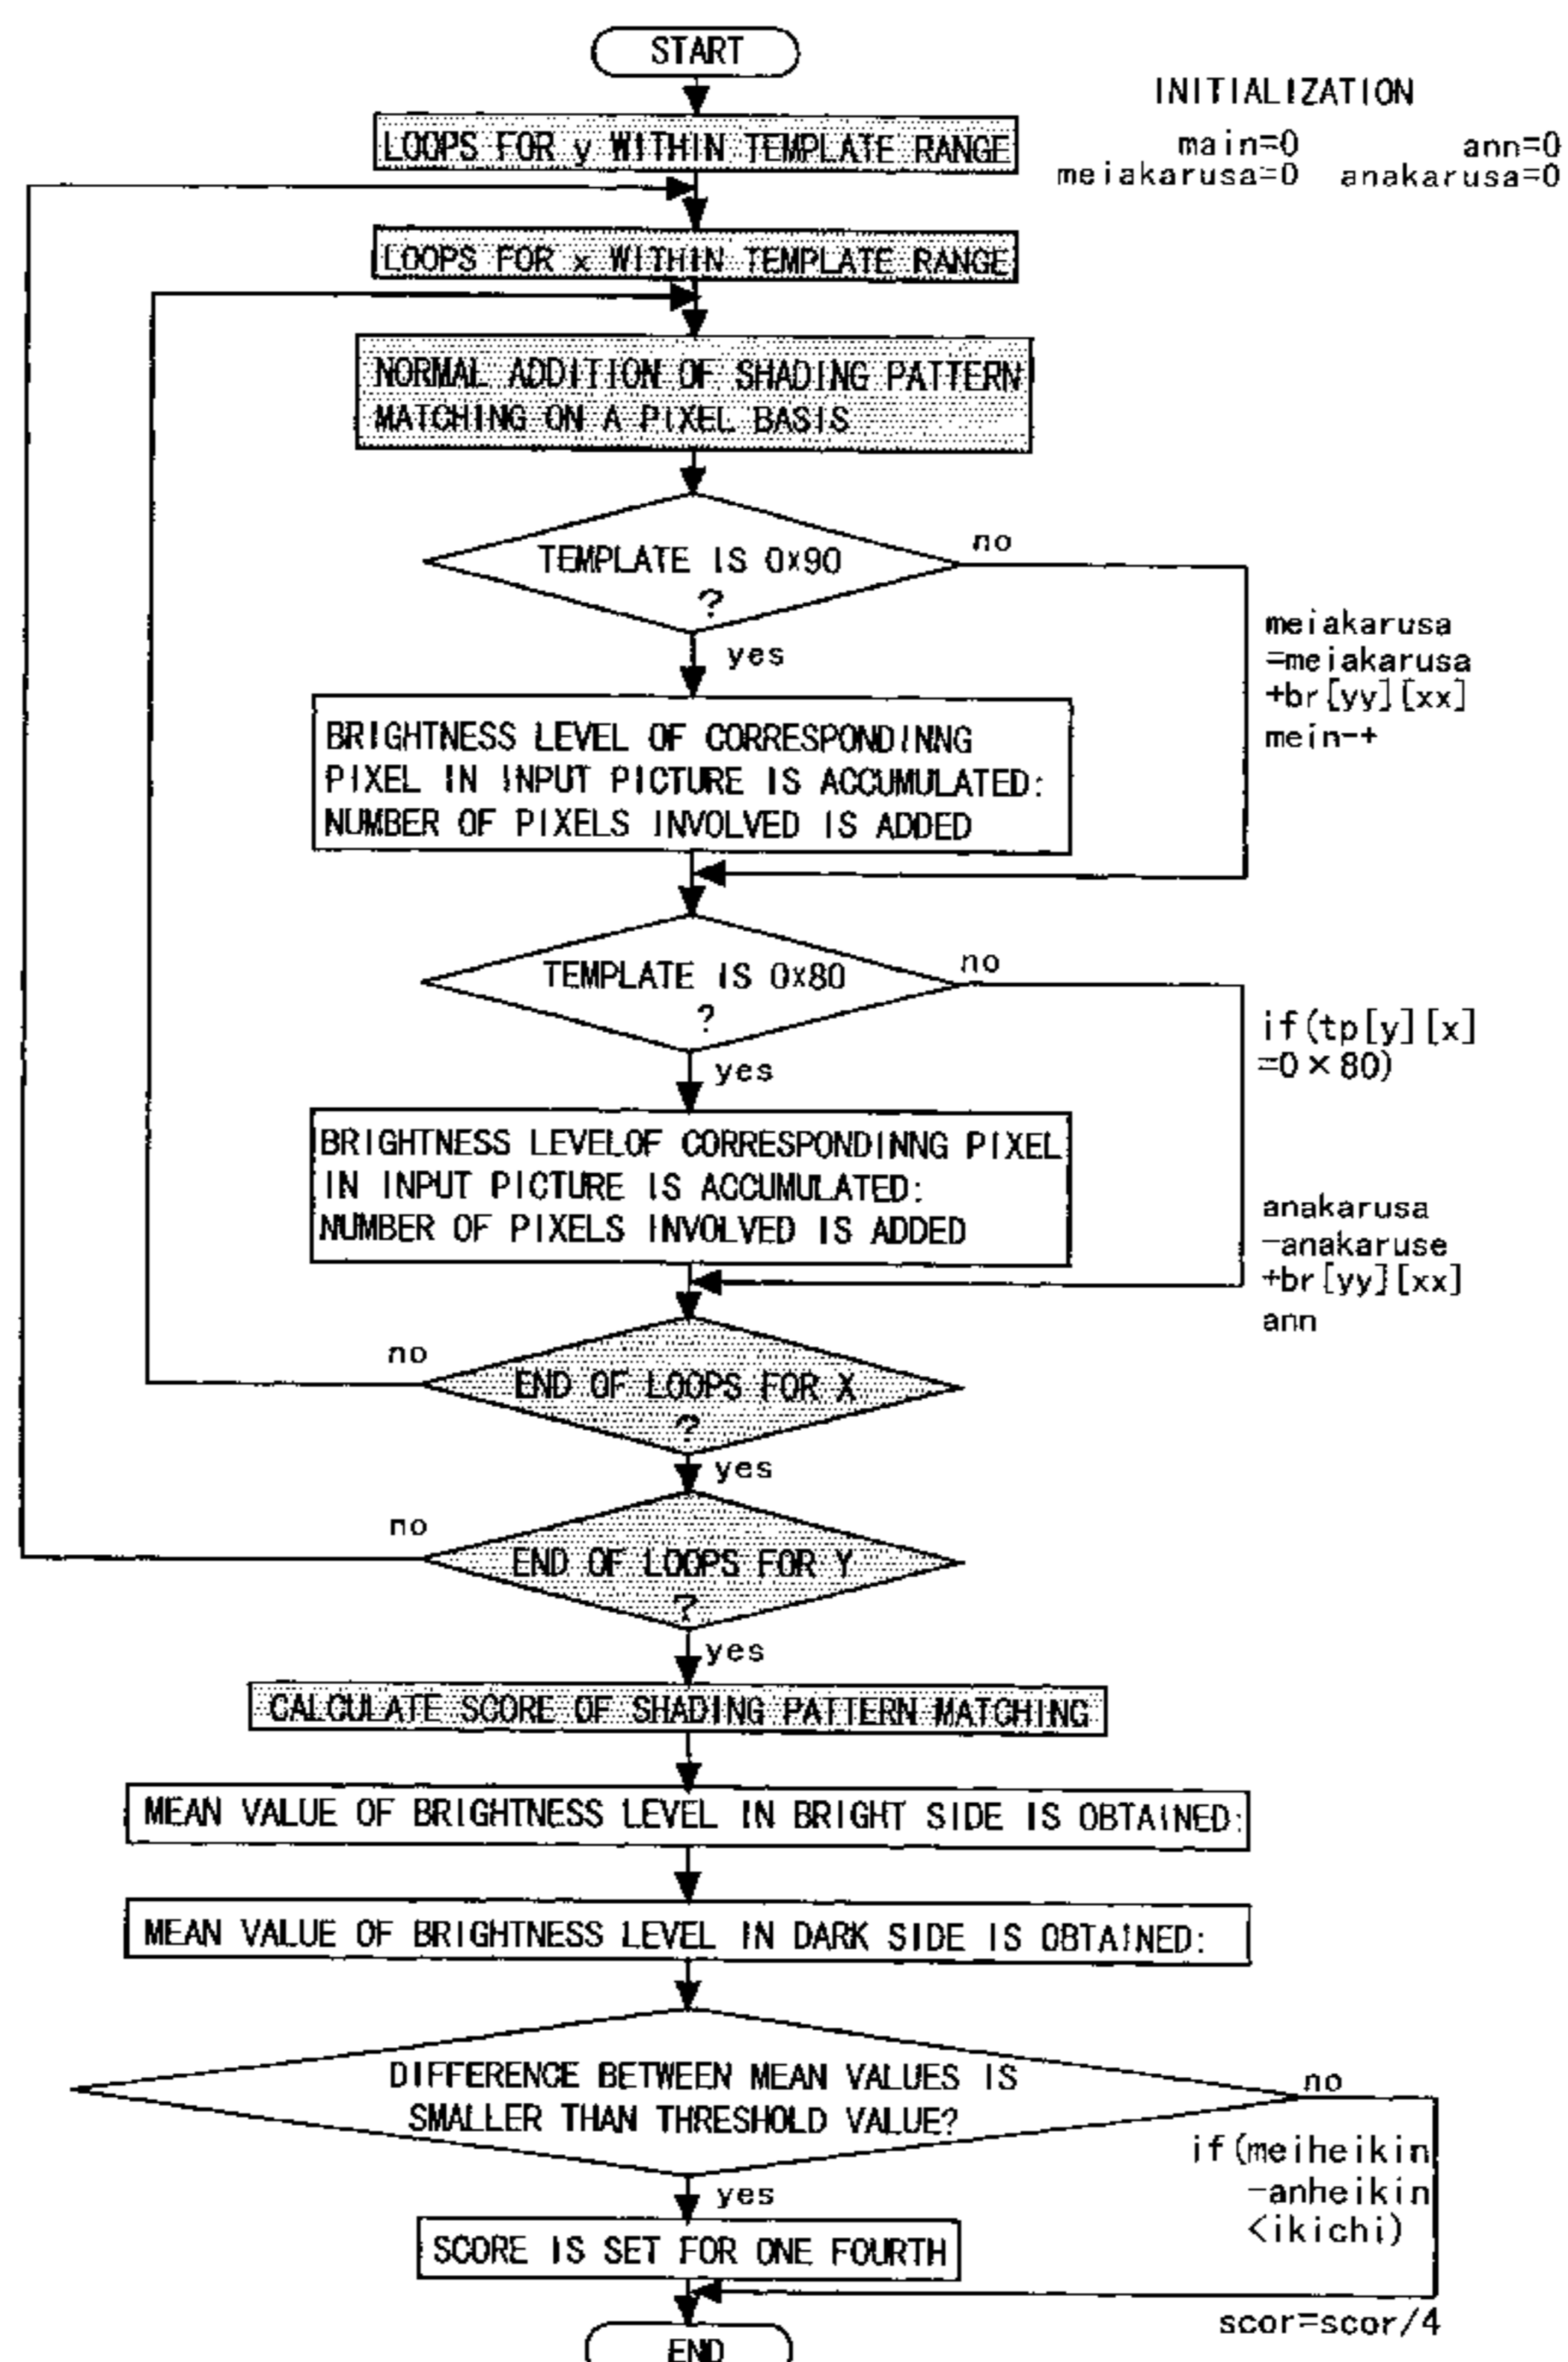 START
INITIALIZATION
main=0 ann=0
meiakarusa=0 anakarusa=0
LOOPS FOR y WITHIN TEMPLATE RANGE
LOOPS FOR x WITHIN TEMPLATE RANGE
NORMAL ADDITION OF SHADING PATTERN
MATCHING ON A PIXEL BASIS
TEMPLATE IS 0x90
?
no
yes
meiakarusa
=meiakarusa
+br[yy][xx]
mein-+
BRIGHTNESS LEVEL OF CORRESPONDINNG
PIXEL IN INPUT PICTURE IS ACCUMULATED:
NUMBER OF PIXELS INVOLVED IS ADDED
TEMPLATE IS 0x80
?
no
yes
if(tp[y][x]
=0×80)
BRIGHTNESS LEVELOF CORRESPONDINNG PIXEL
IN INPUT PICTURE IS ACCUMULATED:
NUMBER OF PIXELS INVOLVED IS ADDED
anakarusa
-anakaruse
+br[yy][xx]
ann
no
END OF LOOPS FOR X
?
yes
no
END OF LOOPS FOR Y
?
yes
CALCULATE SCORE OF SHADING PATTERN MATCHING
MEAN VALUE OF BRIGHTNESS LEVEL IN BRIGHT SIDE IS OBTAINED:
MEAN VALUE OF BRIGHTNESS LEVEL IN DARK SIDE IS OBTAINED:
DIFFERENCE BETWEEN MEAN VALUES IS
SMALLER THAN THRESHOLD VALUE?
no
yes
if(meiheikin
-anheikin
<ikichi)
SCORE IS SET FOR ONE FOURTH
scor=scor/4
END